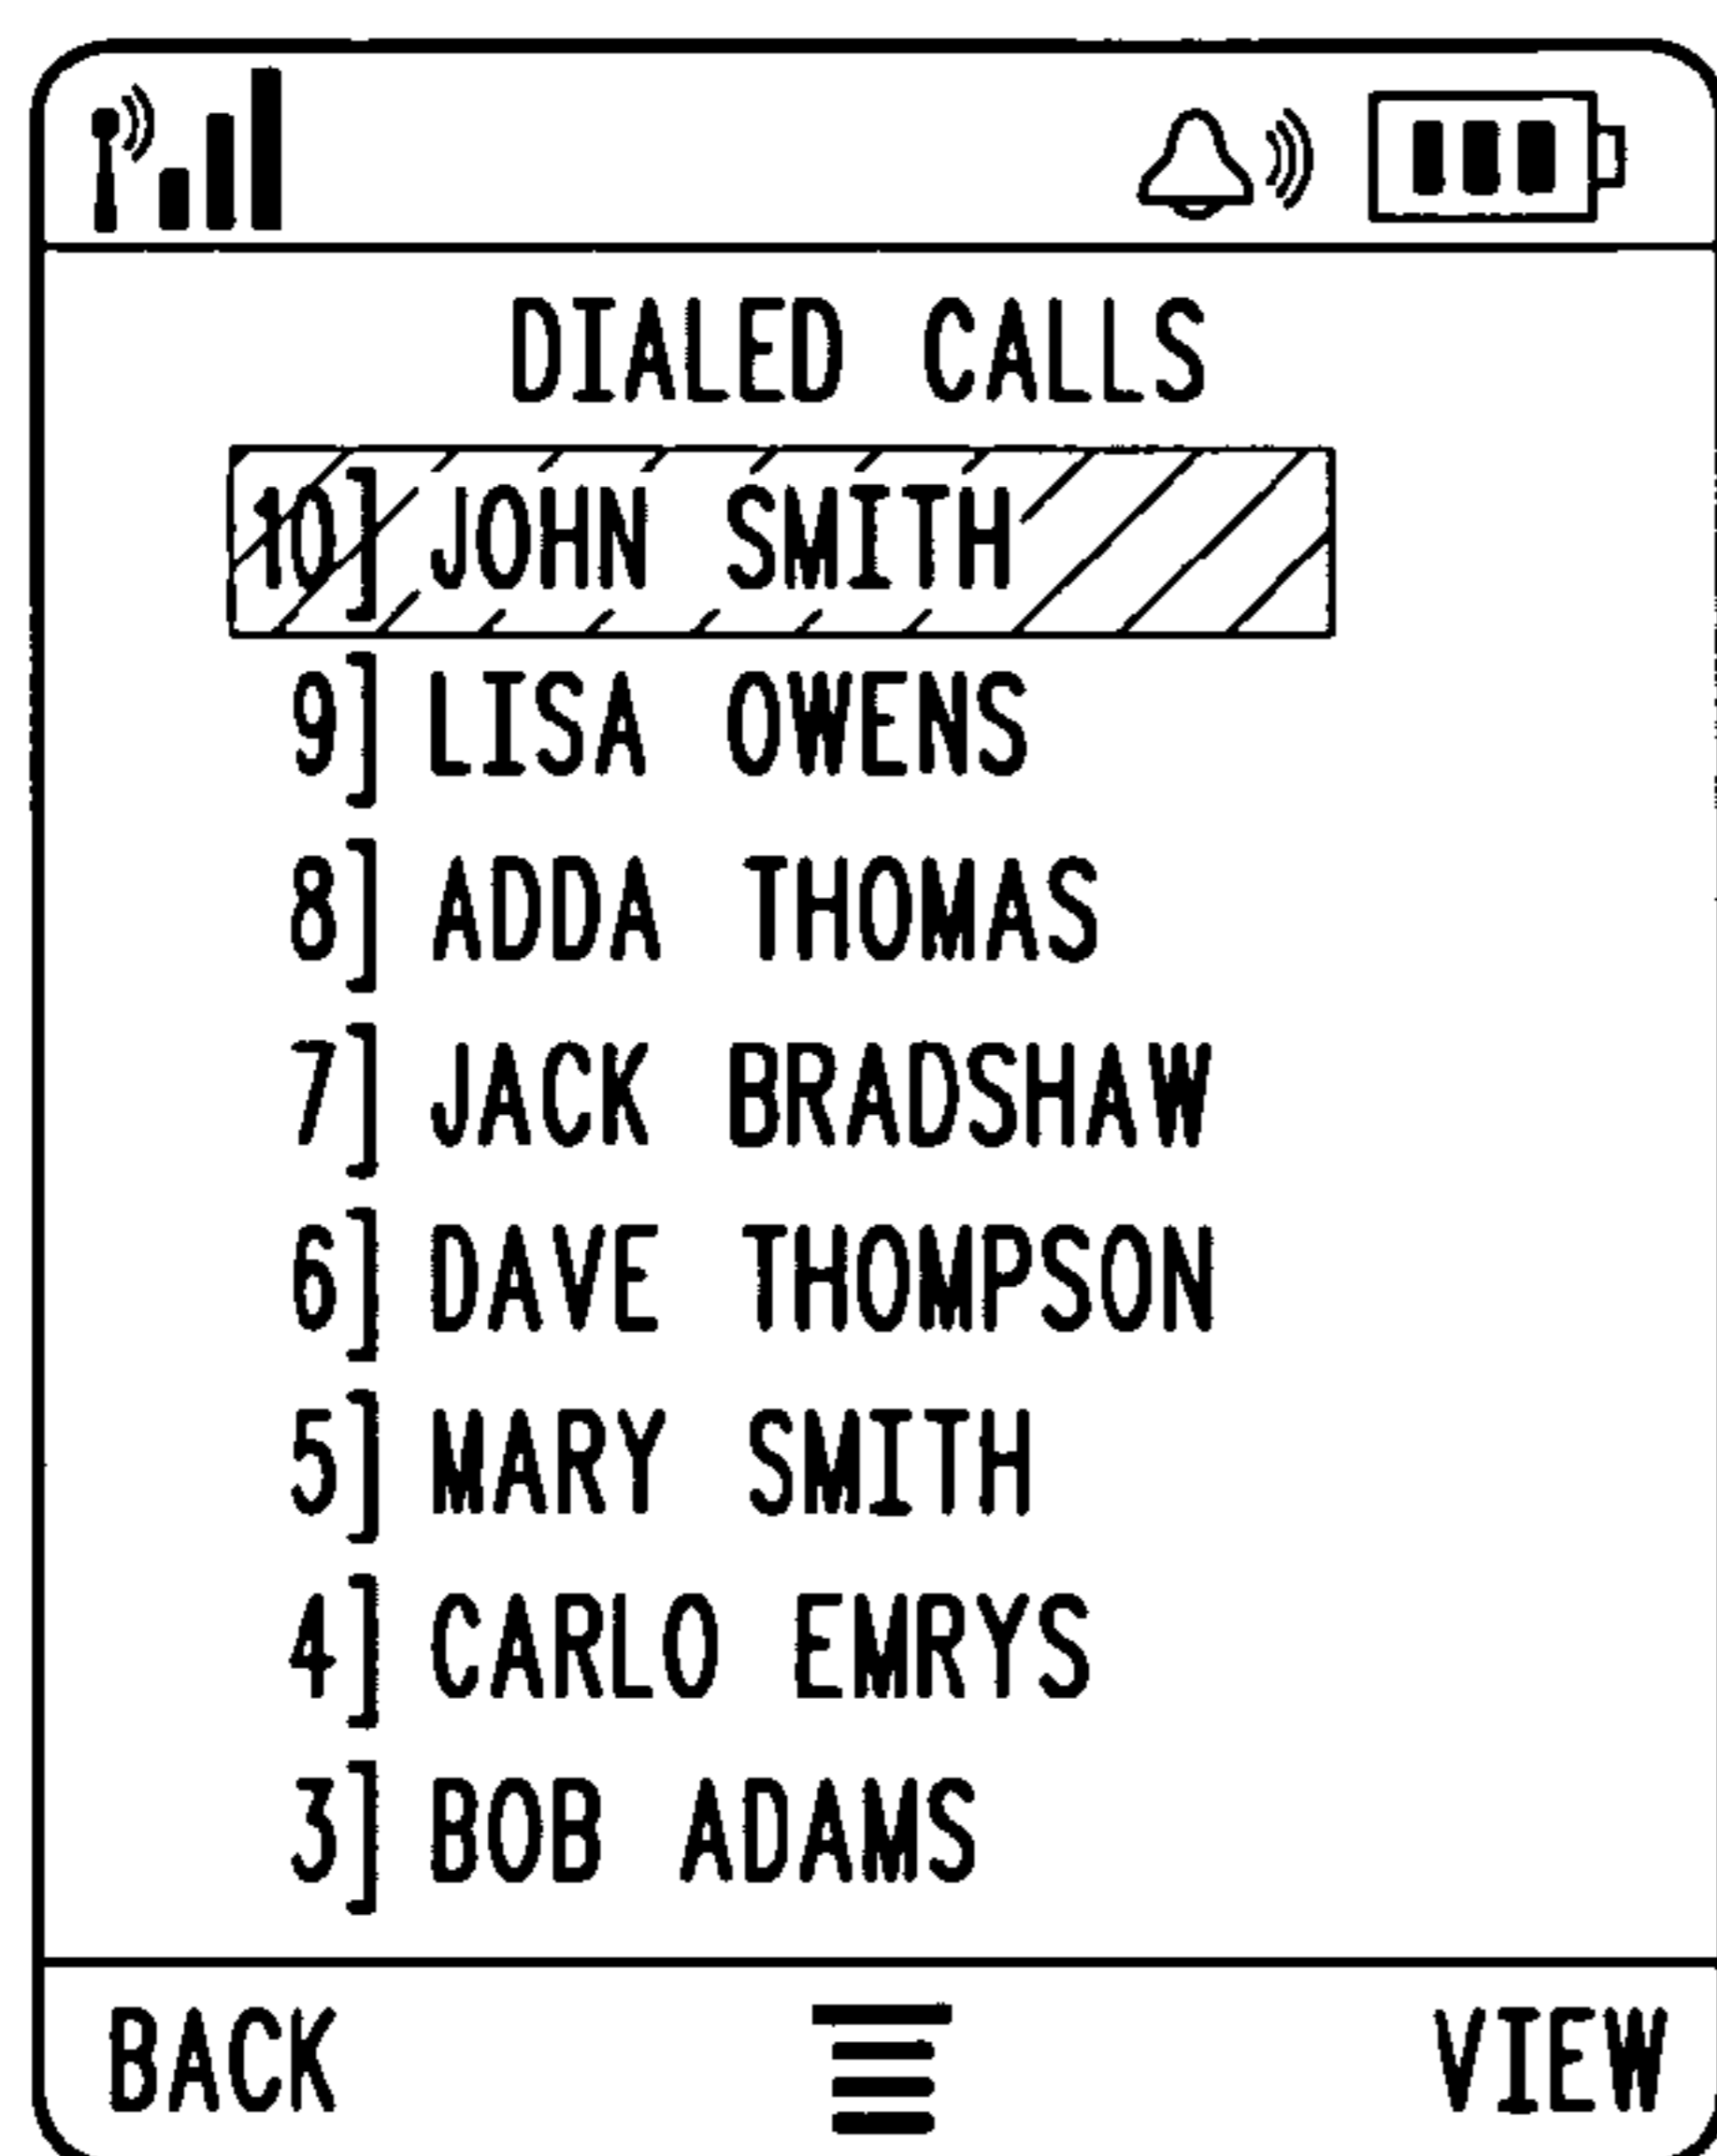 DIALED CALLS
10] JOHN SMITH
9] LISA OWENS
8] ADDA THOMAS
7] JACK BRADSHAW
6] DAVE THOMPSON
5] MARY SMITH
4] CARLO EMRYS
3] BOB ADAMS
BACK VIEW